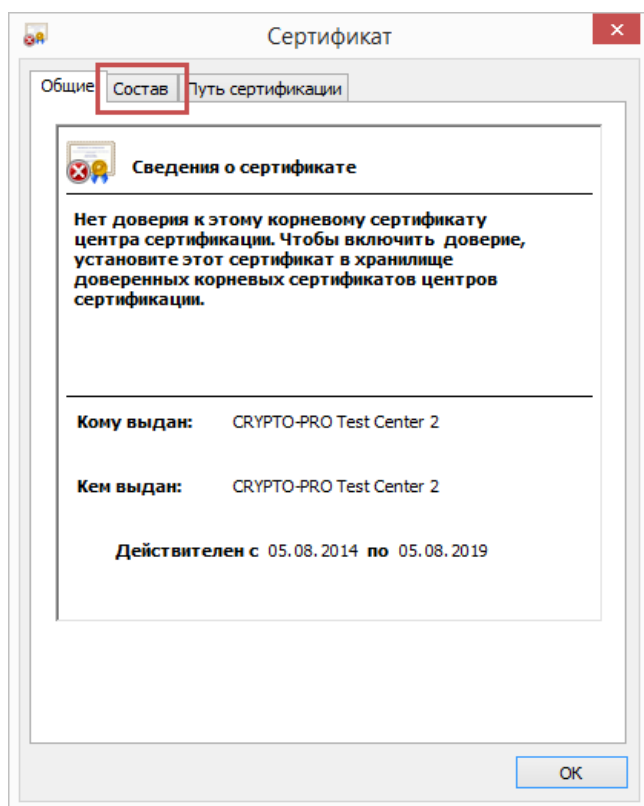 Сертификат
Общие Состав Путь сертификации
Сведения о сертификате
Нет доверия к этому корневому сертификату
центра сертификации. Чтобы включить доверие,
установите этот сертификат в хранилище
доверенных корневых сертификатов центров
сертификации.
Кому выдан: CRYPTO-PRO Test Center 2
Кем выдан: CRYPTO-PRO Test Center 2
Действителен с 05.08.2014 по 05.08.2019
ОК